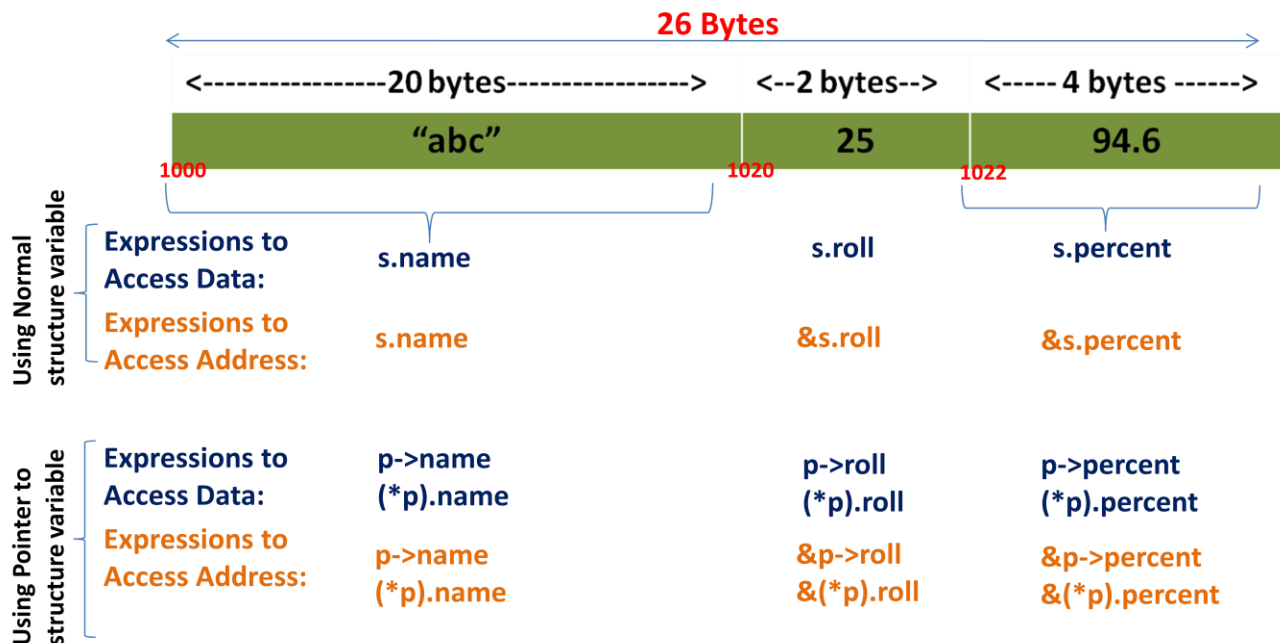 26 Bytes
<----------------20 bytes----------------> <--2 bytes--> <----- 4 bytes ------>
“abc” 25 94.6
1000 1020 1022
Using Normal
structure variable
Expressions to
Access Data:
s.name s.roll s.percent
Expressions to
Access Address:
s.name &s.roll &s.percent
Using Pointer to
structure variable
Expressions to
Access Data:
p->name p->roll p->percent
(*p).name (*p).roll (*p).percent
Expressions to
Access Address:
p->name &p->roll &p->percent
(*p).name &(*p).roll &(*p).percent